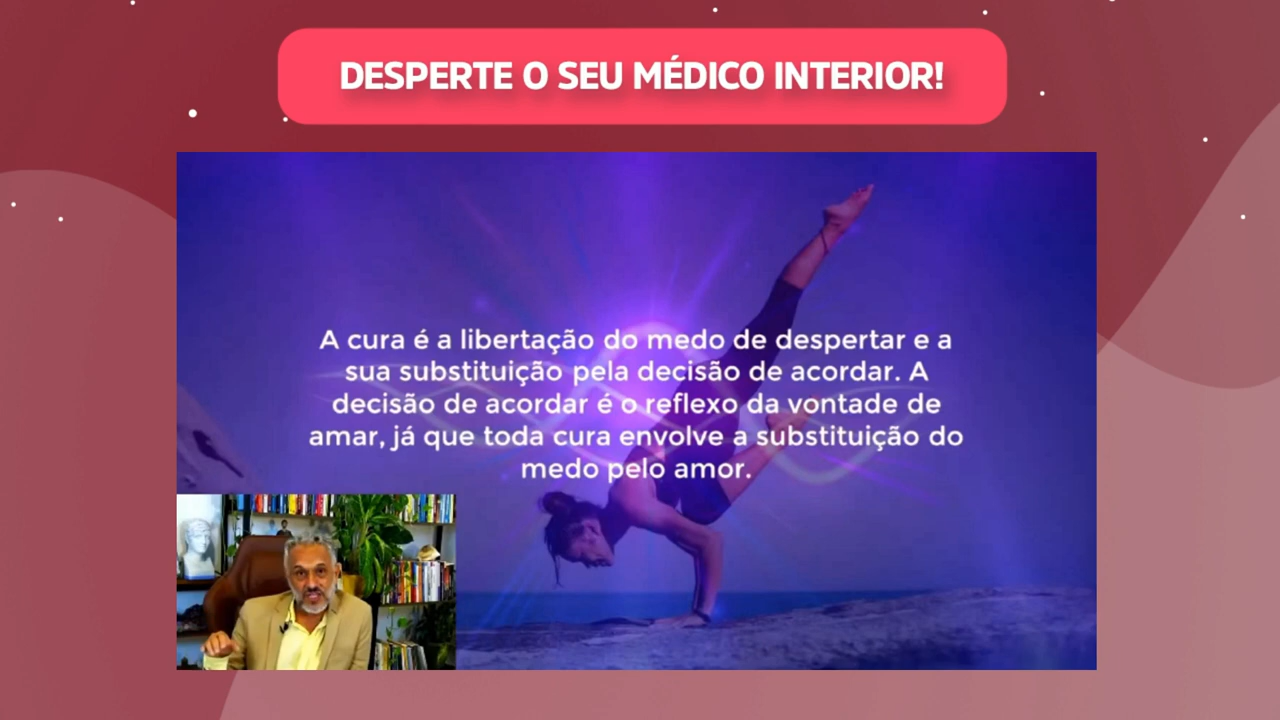 DESPERTE O SEU MÉDICO INTERIOR!
A cura é a libertação do medo de despertar e a
sua substituição pela decisão de acordar. A
decisão de acordar é o reflexo da vontade de
amar, já que toda cura envolve a substituição do
medo pelo amor.